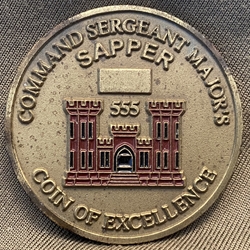 COMMAND SERGEANT MAJOR'S
SAPPER
555
COIN OF EXCELLENCE